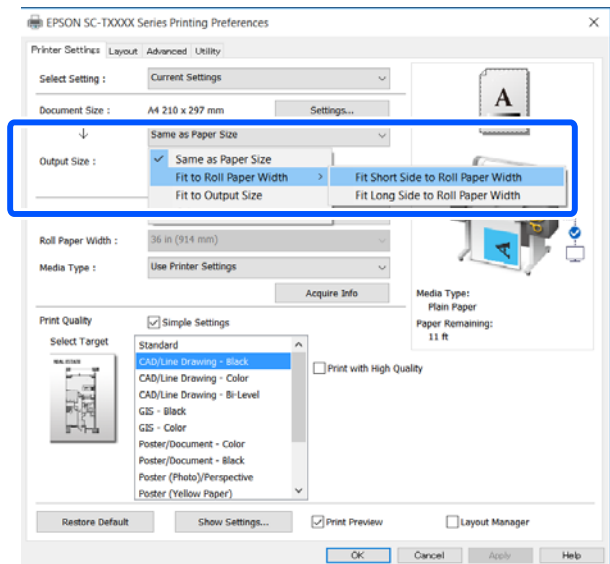 EPSON SC-TXXXX Series Printing Preferences
Printer Settings Layout Advanced Utility
Select Setting : Current Settings
Document Size : A4 210 x 297 mm Settings...
Same as Paper Size
Output Size :
Same as Paper Size
Fit to Roll Paper Width Fit Short Side to Roll Paper Width
Fit to Output Size Fit Long Side to Roll Paper Width
A
Roll Paper Width : 36 in (914 mm)
Media Type : Use Printer Settings
Acquire Info
A
Media Type:
Plain Paper
Paper Remaining:
11 ft
Print Quality Simple Settings
Select Target
Standard
CAD/Line Drawing - Black
CAD/Line Drawing - Color
CAD/Line Drawing - Bi-Level
GIS - Black
GIS - Color
Poster/Document - Color
Poster/Document - Black
Poster (Photo)/Perspective
Poster (Yellow Paper)
Print with High Quality
Restore Default Show Settings... Print Preview Layout Manager
OK Cancel Apply Help